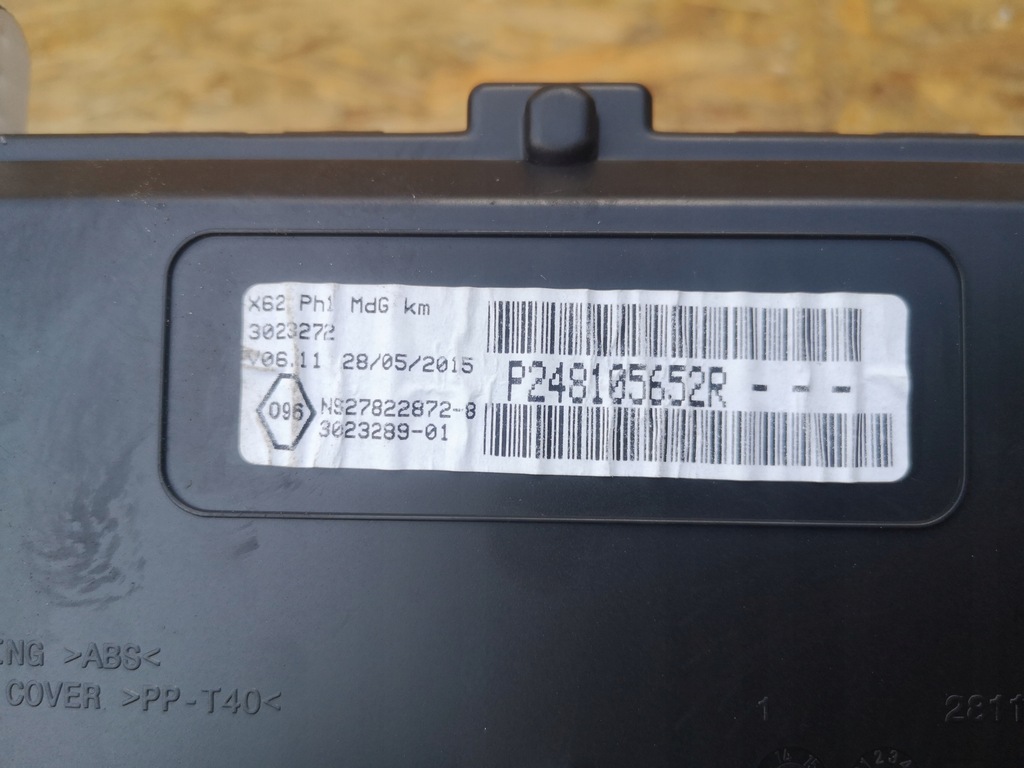 X62 Ph1 MdG km
3023272
V06.11 28/05/2015
P248105652R - - -
096
NS27822872-8
3023289-01
>ABS<
COVER >PP-T40<
1
2811